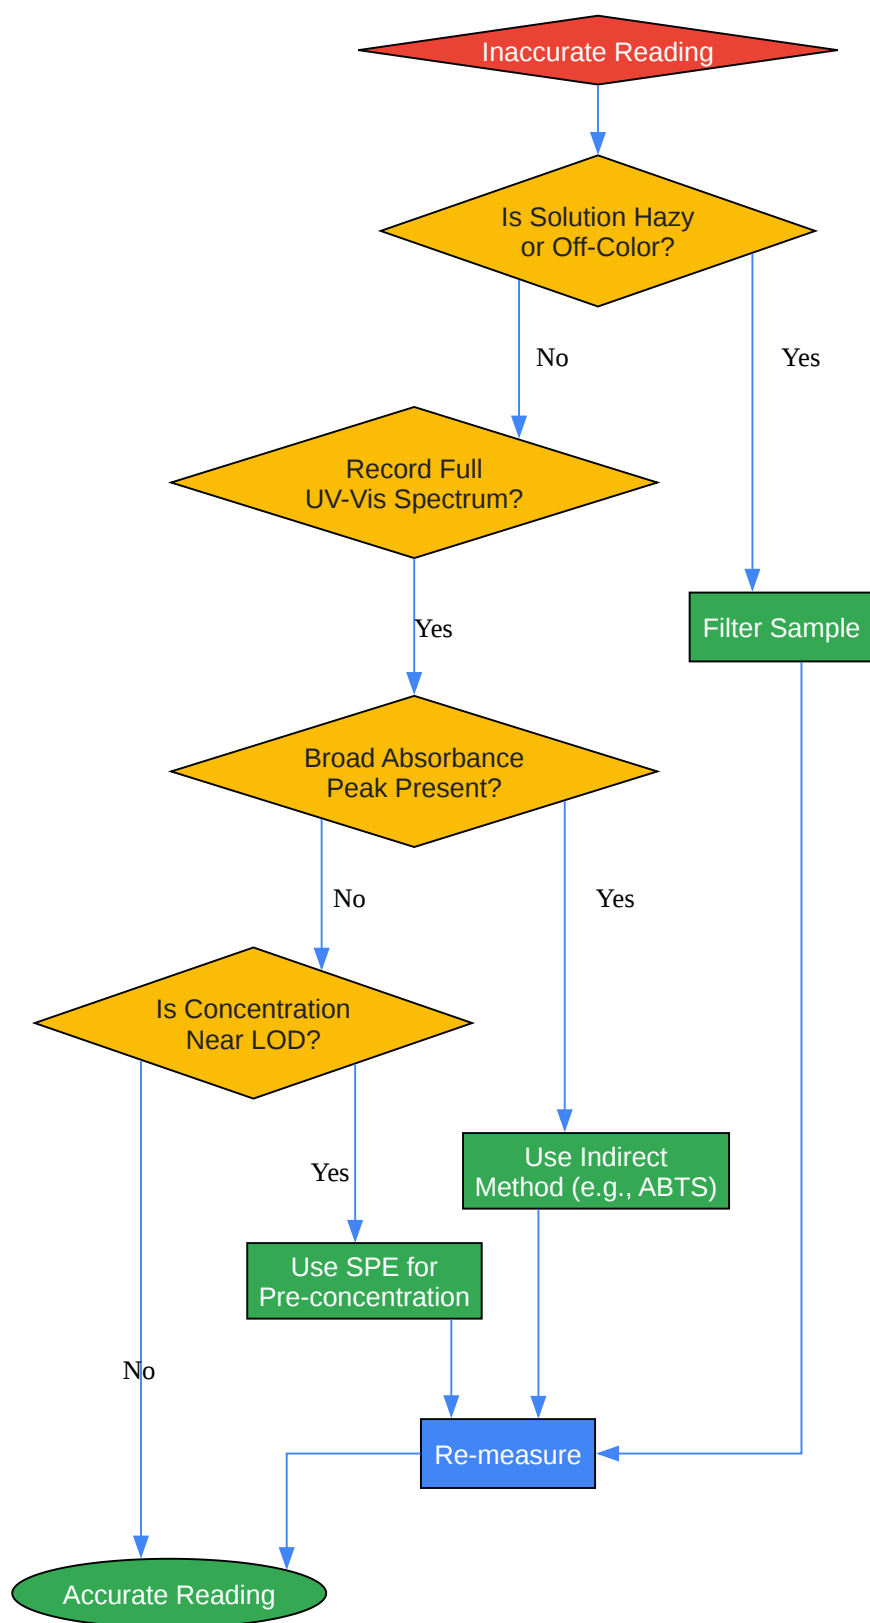 Inaccurate Reading
Is Solution Hazy
or Off-Color?
No
Yes
Record Full
UV-Vis Spectrum?
Filter Sample
Yes
Broad Absorbance
Peak Present?
No
Yes
Is Concentration
Near LOD?
Use Indirect
Method (e.g., ABTS)
Yes
Use SPE for
Pre-concentration
No
Re-measure
Accurate Reading